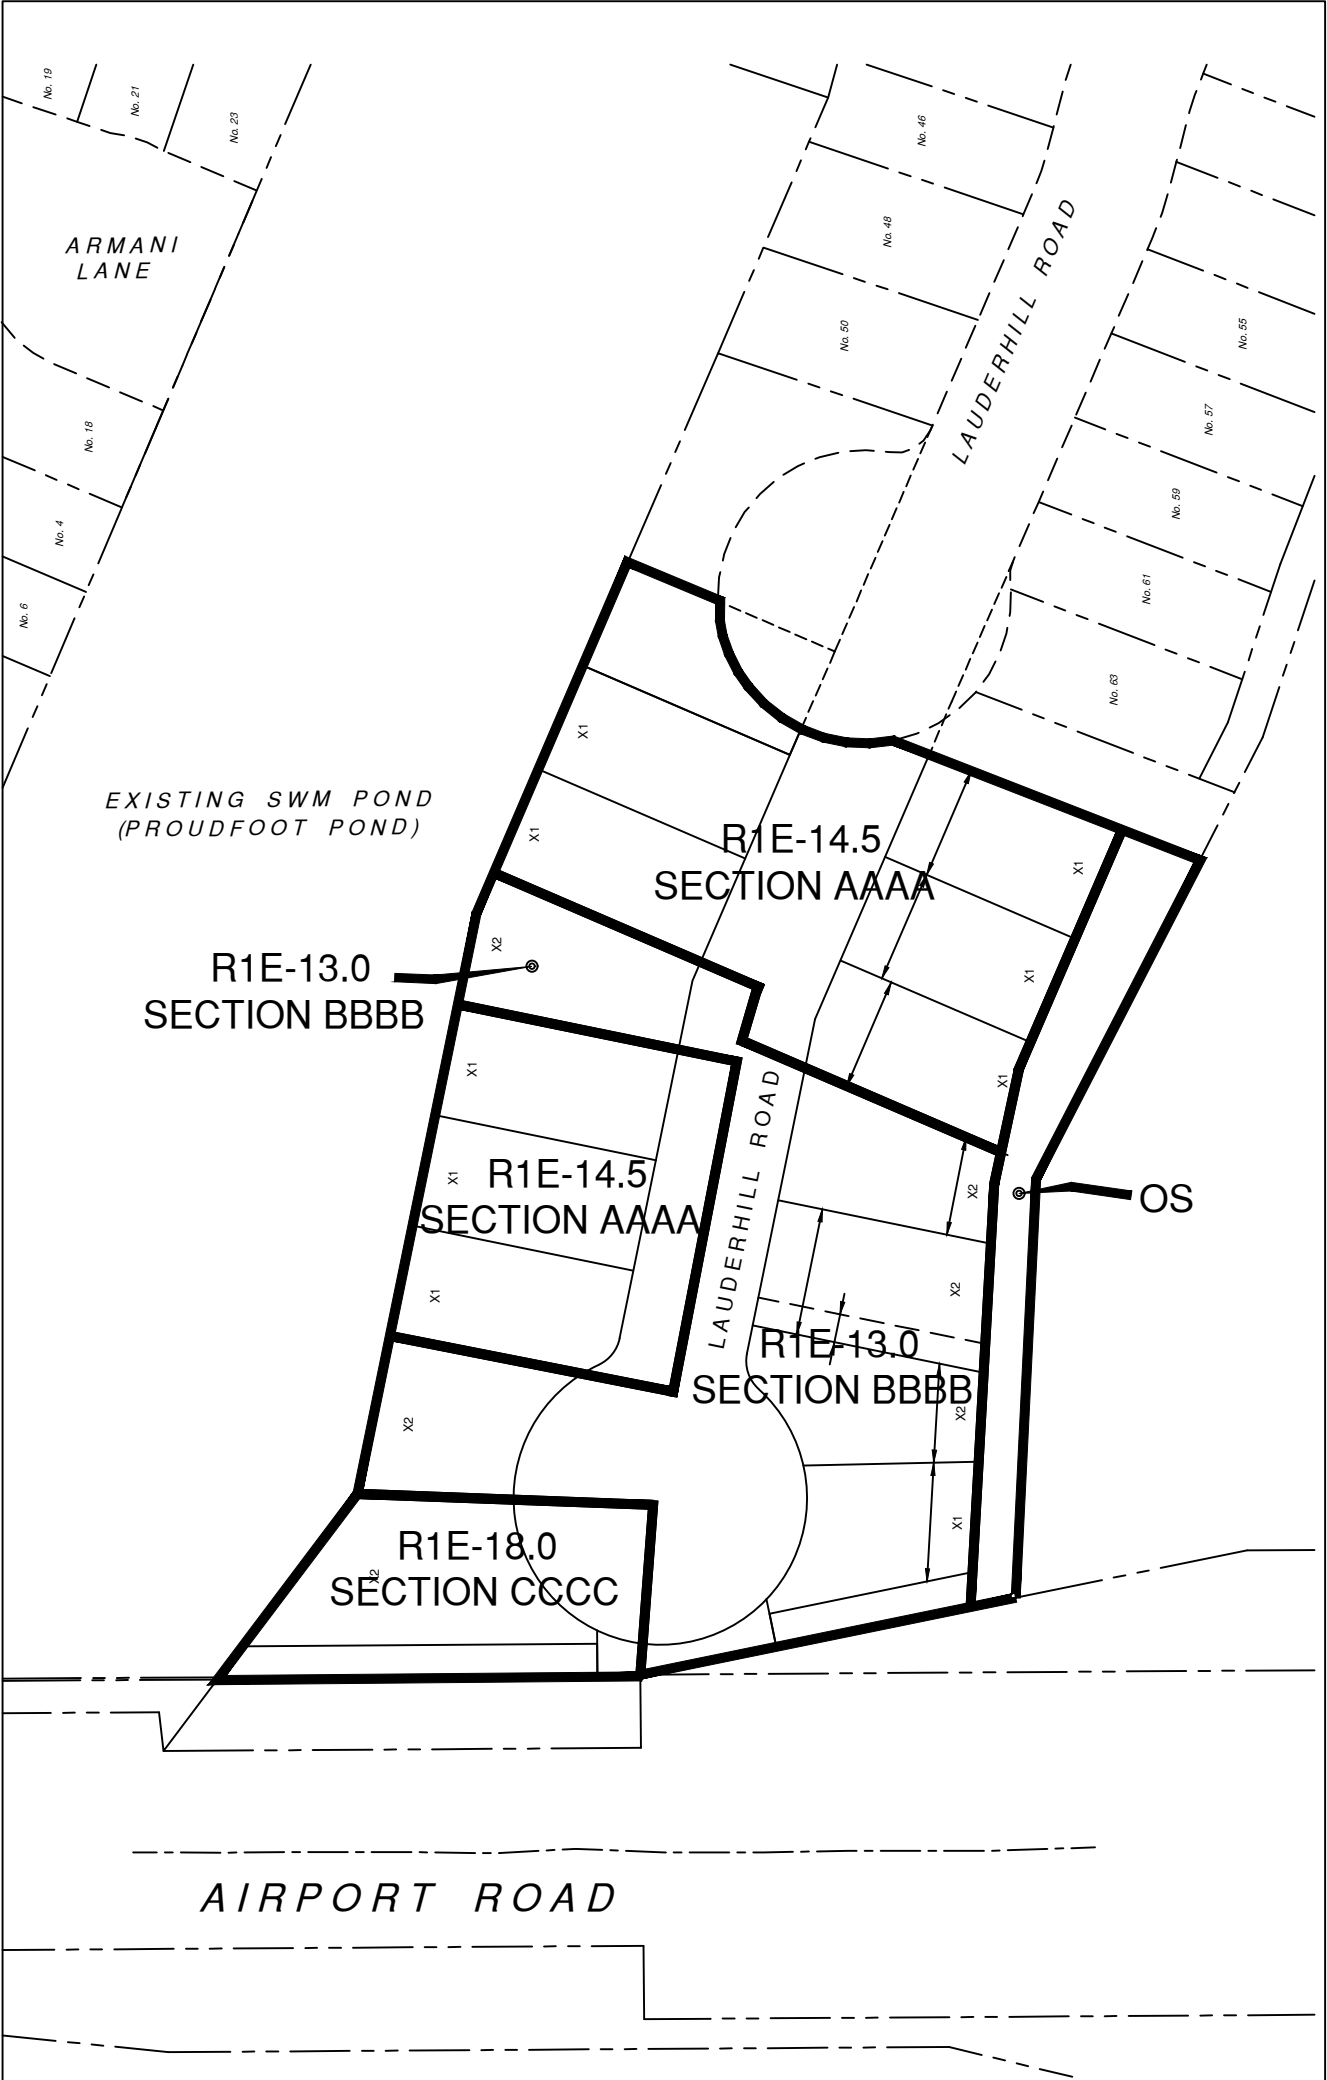 No. 19
No. 21
No. 23
No. 46
ARMANI
LANE
No. 48
LAUDERHILL ROAD
No. 50
No. 55
No. 18
No. 57
No. 4
No. 59
No. 6
No. 61
No. 63
X1
EXISTING SWM POND
(PROUDFOOT POND)
X1
R1E-14.5
SECTION AAAA
X1
X2
R1E-13.0
SECTION BBBB
X1
X1
X1
LAUDERHILL ROAD
X1
R1E-14.5
SECTION AAAA
X2
OS
X1
X2
R1E-13.0
SECTION BBBB
X2
X2
X1
R1E-18.0
X2
SECTION CCCC
AIRPORT ROAD